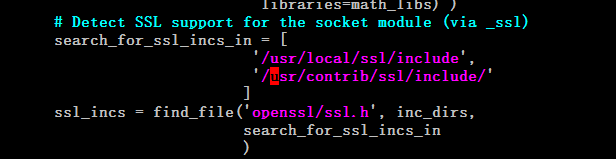 libraries=math_libs) )
# Detect SSL support for the socket module (via _ssl)
search_for_ssl_incs_in = [
'/usr/local/ssl/include',
'/usr/contrib/ssl/include/'
]
ssl_incs = find_file('openssl/ssl.h', inc_dirs,
search_for_ssl_incs_in
)